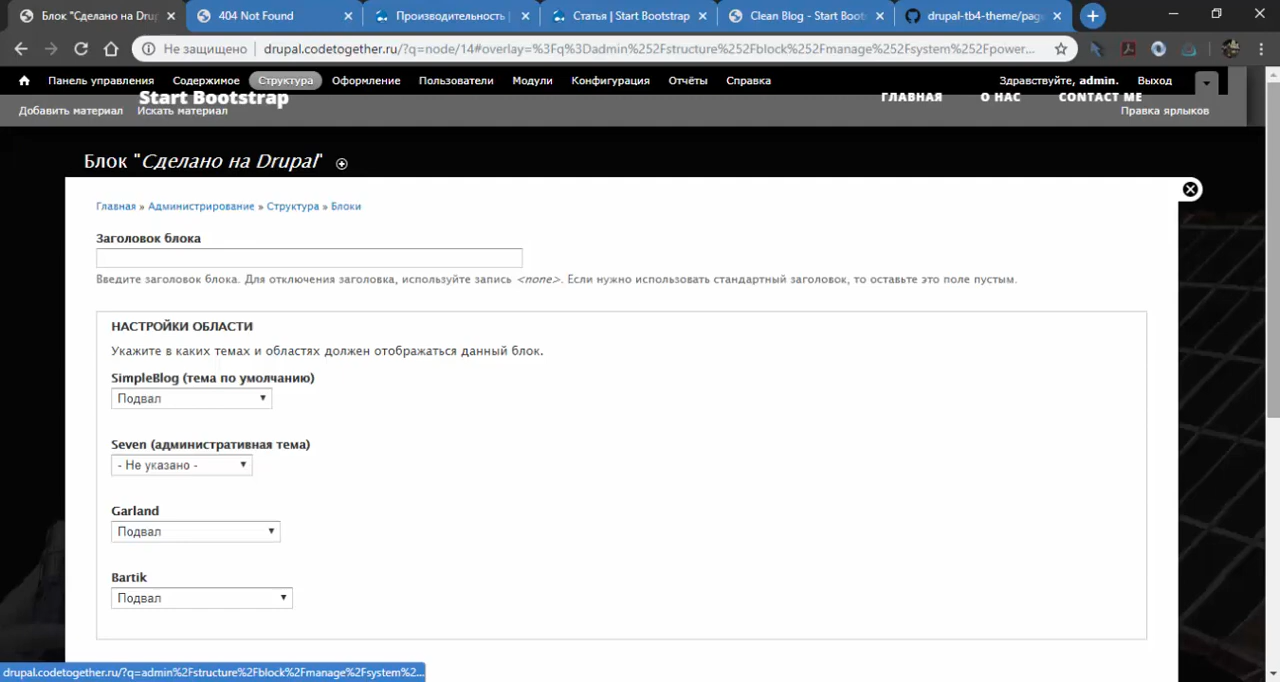 Блок "Сделано на Drup
404 Not Found
Производительность |
Статья | Start Bootstrap
Clean Blog - Start Boot
drupal-tb4-theme/page
Не защищено
drupal.codetogether.ru/?q=node/14#overlay=%3Fq%3Dadmin%252Fstructure%252Fblock%252Fmanage%252Fsystem%252Fpower...
Панель управления Содержимое Структура Оформление Пользователи Модули Конфигурация Отчёты Справка Здравствуйте, admin. Выход
Start Bootstrap ГЛАВНАЯ О НАС CONTACT ME
Добавить материал Искать материал Правка ярлыков
Блок "Сделано на Drupal"
Главная » Администрирование » Структура » Блоки
Заголовок блока
Введите заголовок блока. Для отключения заголовка, используйте запись <none>. Если нужно использовать стандартный заголовок, то оставьте это поле пустым.
НАСТРОЙКИ ОБЛАСТИ
Укажите в каких темах и областях должен отображаться данный блок.
SimpleBlog (тема по умолчанию)
Подвал
Seven (административная тема)
- Не указано -
Garland
Подвал
Bartik
Подвал
drupal.codetogether.ru/?q=admin%2Fstructure%2Fblock%2Fmanage%2Fsystem%2...